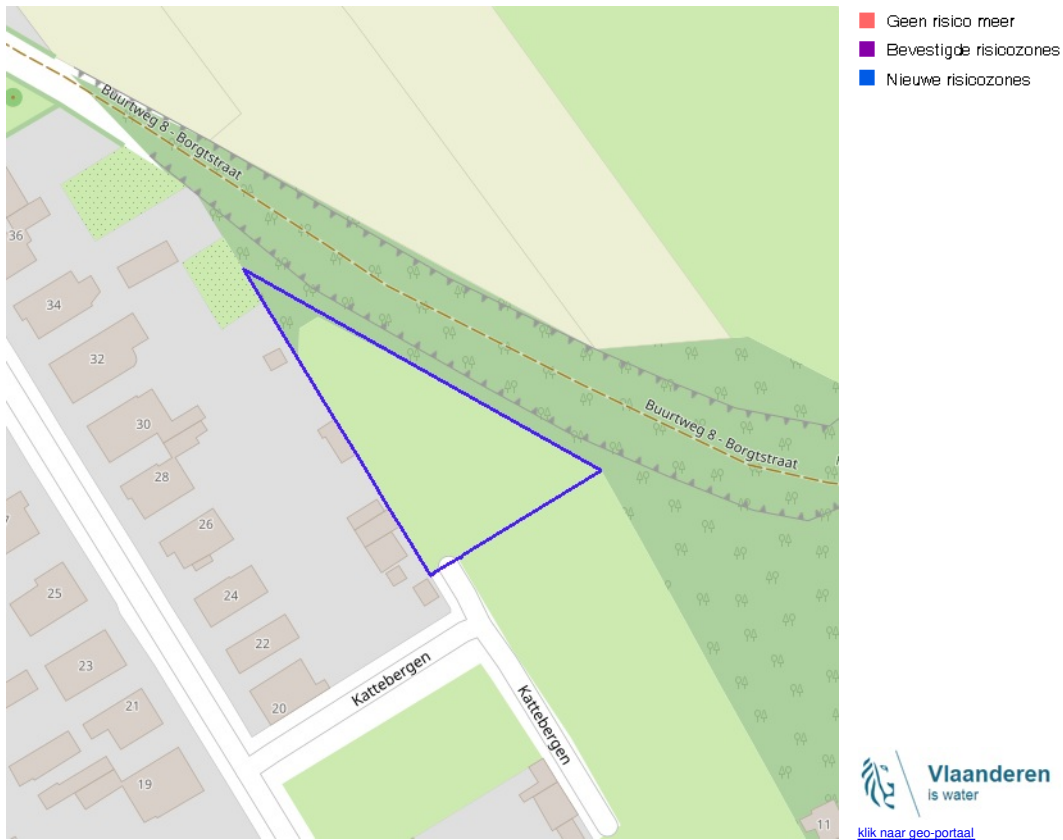 Geen risico meer
Bevestigde risicozones
Nieuwe risicozones
Buurtweg 8 - Borgtstraat
36
34
32
30
28
26
24
22
20
25
23
21
19
Buurtweg 8 - Borgtstraat
Kattebergen
Kattebergen
11
Vlaanderen
is water
klik naar geo-portaal